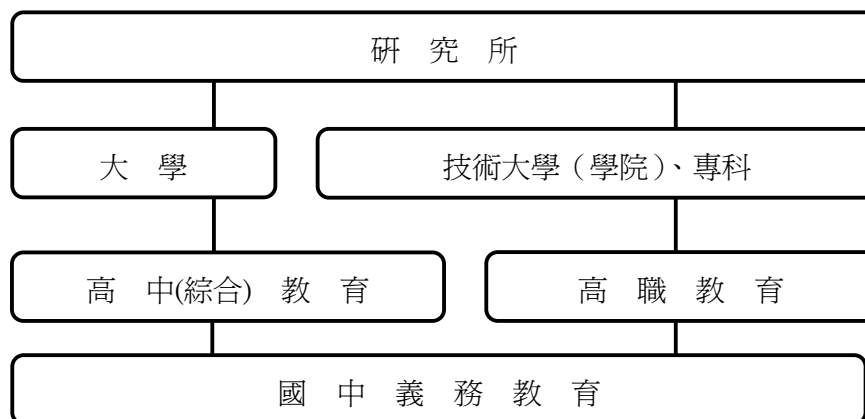 研 究 所
大 學
技術大學（學院）、專科
高 中(綜合) 教 育
高 職 教 育
國 中 義 務 教 育